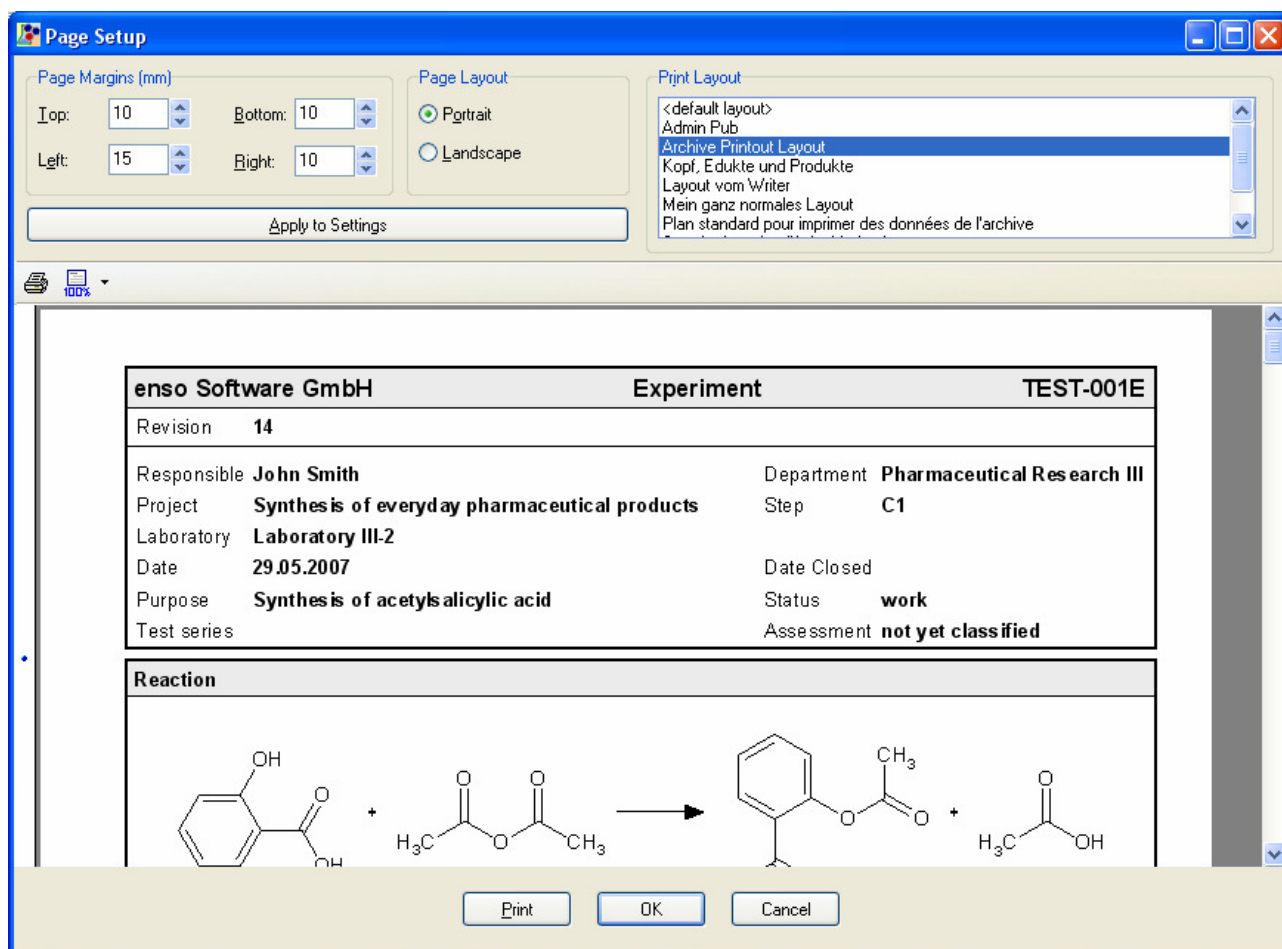 Page Setup
Page Margins (mm)
Top: 10 Bottom: 10
Left: 15 Right: 10
Page Layout
Portrait
Landscape
Apply to Settings
Print Layout
<default layout>
Admin Pub
Archive Printout Layout
Kopf, Edukte und Produkte
Layout vom Writer
Mein ganz normales Layout
Plan standard pour imprimer des données de l'archive
100%
enso Software GmbH Experiment TEST-001E
Revision 14
Responsible John Smith Department Pharmaceutical Research III
Project Synthesis of everyday pharmaceutical products Step C1
Laboratory Laboratory III-2
Date 29.05.2007 Date Closed
Purpose Synthesis of acetylsalicylic acid Status work
Test series Assessment not yet classified
Reaction
OH
O
OH
+
O O
H3C O CH3
CH3
O O
+
O
H3C OH
Print OK Cancel